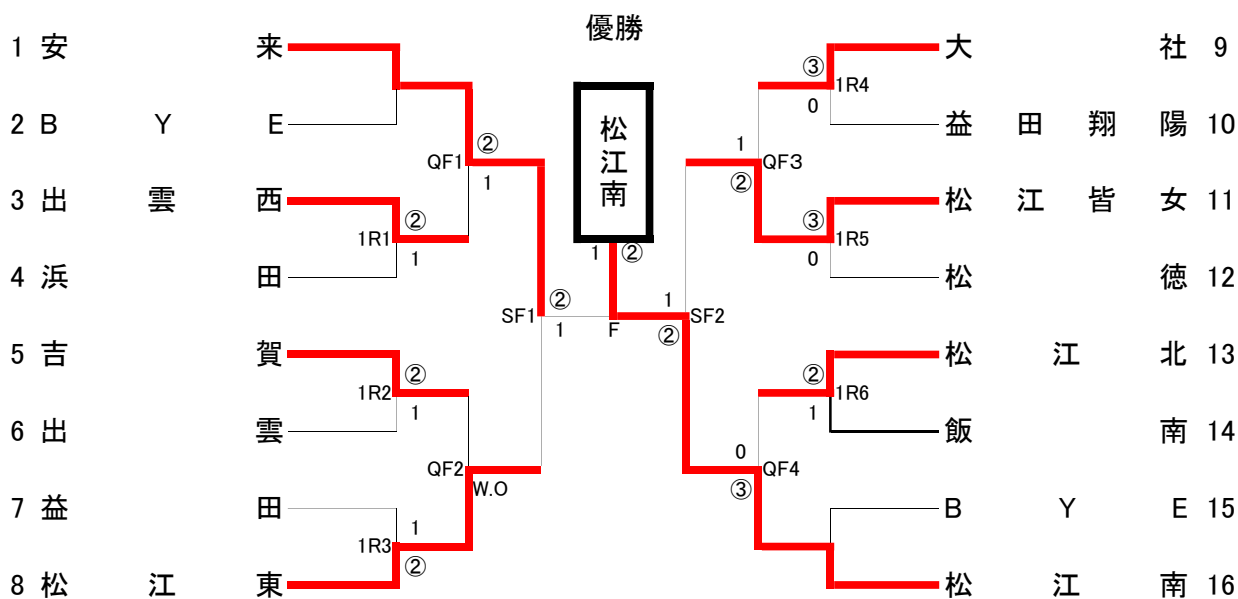 優勝
松江南
1 ②
F
1 安来
2 BYE
3 出雲西
4 浜田
5 吉賀
6 出雲
7 益田
8 松江東
② 
QF1
1
②
1R1
1
②
SF1
1
②
1R2
1
QF2
W.O
1
1R3
②
大社 9
益田翔陽 10
松江皆女 11
松徳 12
松江北 13
飯南 14
BYE 15
松江南 16
③
1R4
0
1
QF3
②
③
1R5
0
1
SF2
②
②
1R6
1
0
QF4
③